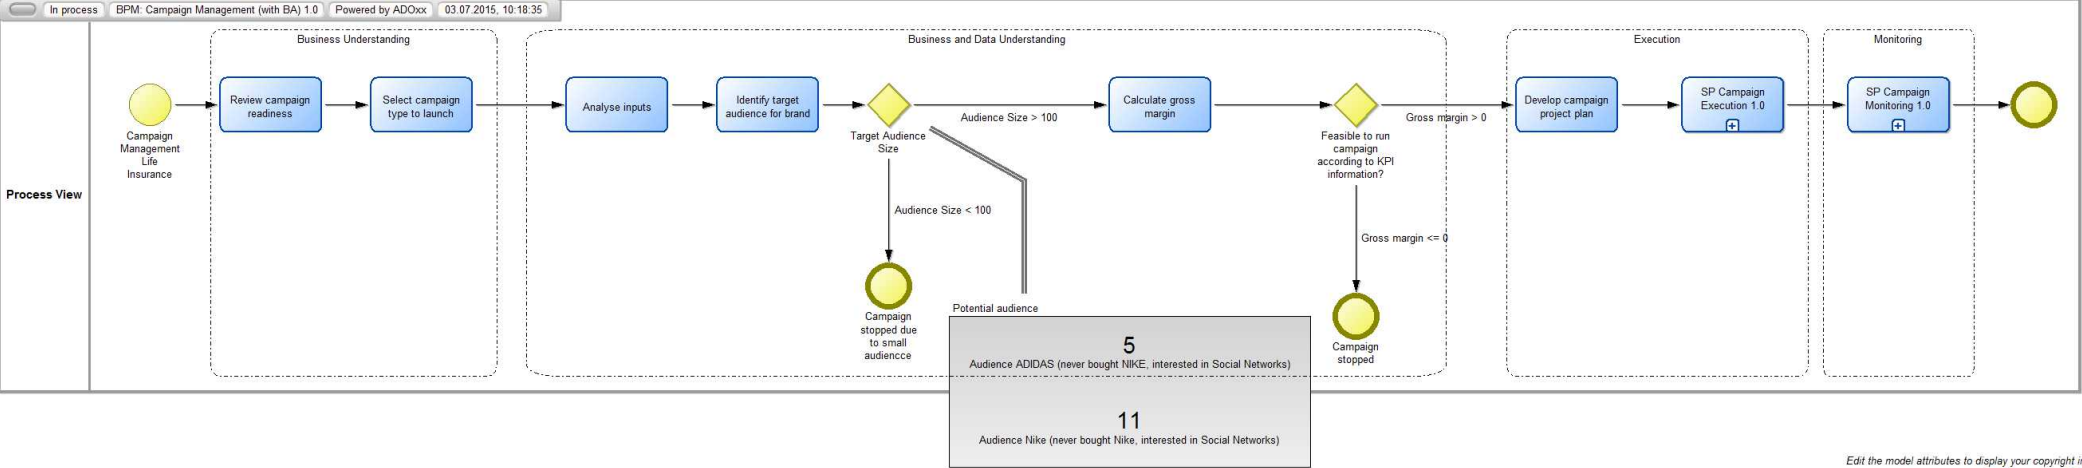 In process
BPM: Campaign Management (with BA) 1.0
Powered by ADOxx
03.07.2015, 10:18:35
Process View
Business Understanding
Business and Data Understanding
Execution
Monitoring
Campaign
Management
Life
Insurance
Review campaign
readiness
Select campaign
type to launch
Analyse inputs
Identify target
audience for brand
Target Audience
Size
Audience Size > 100
Audience Size < 100
Campaign
stopped due
to small
audiencce
Potential audience
5
Audience ADIDAS (never bought NIKE, interested in Social Networks)
11
Audience Nike (never bought Nike, interested in Social Networks)
Calculate gross
margin
Feasible to run
campaign
according to KPI
information?
Gross margin > 0
Gross margin <= 0
Campaign
stopped
Develop campaign
project plan
SP Campaign
Execution 1.0
SP Campaign
Monitoring 1.0
Edit the model attributes to display your copyright